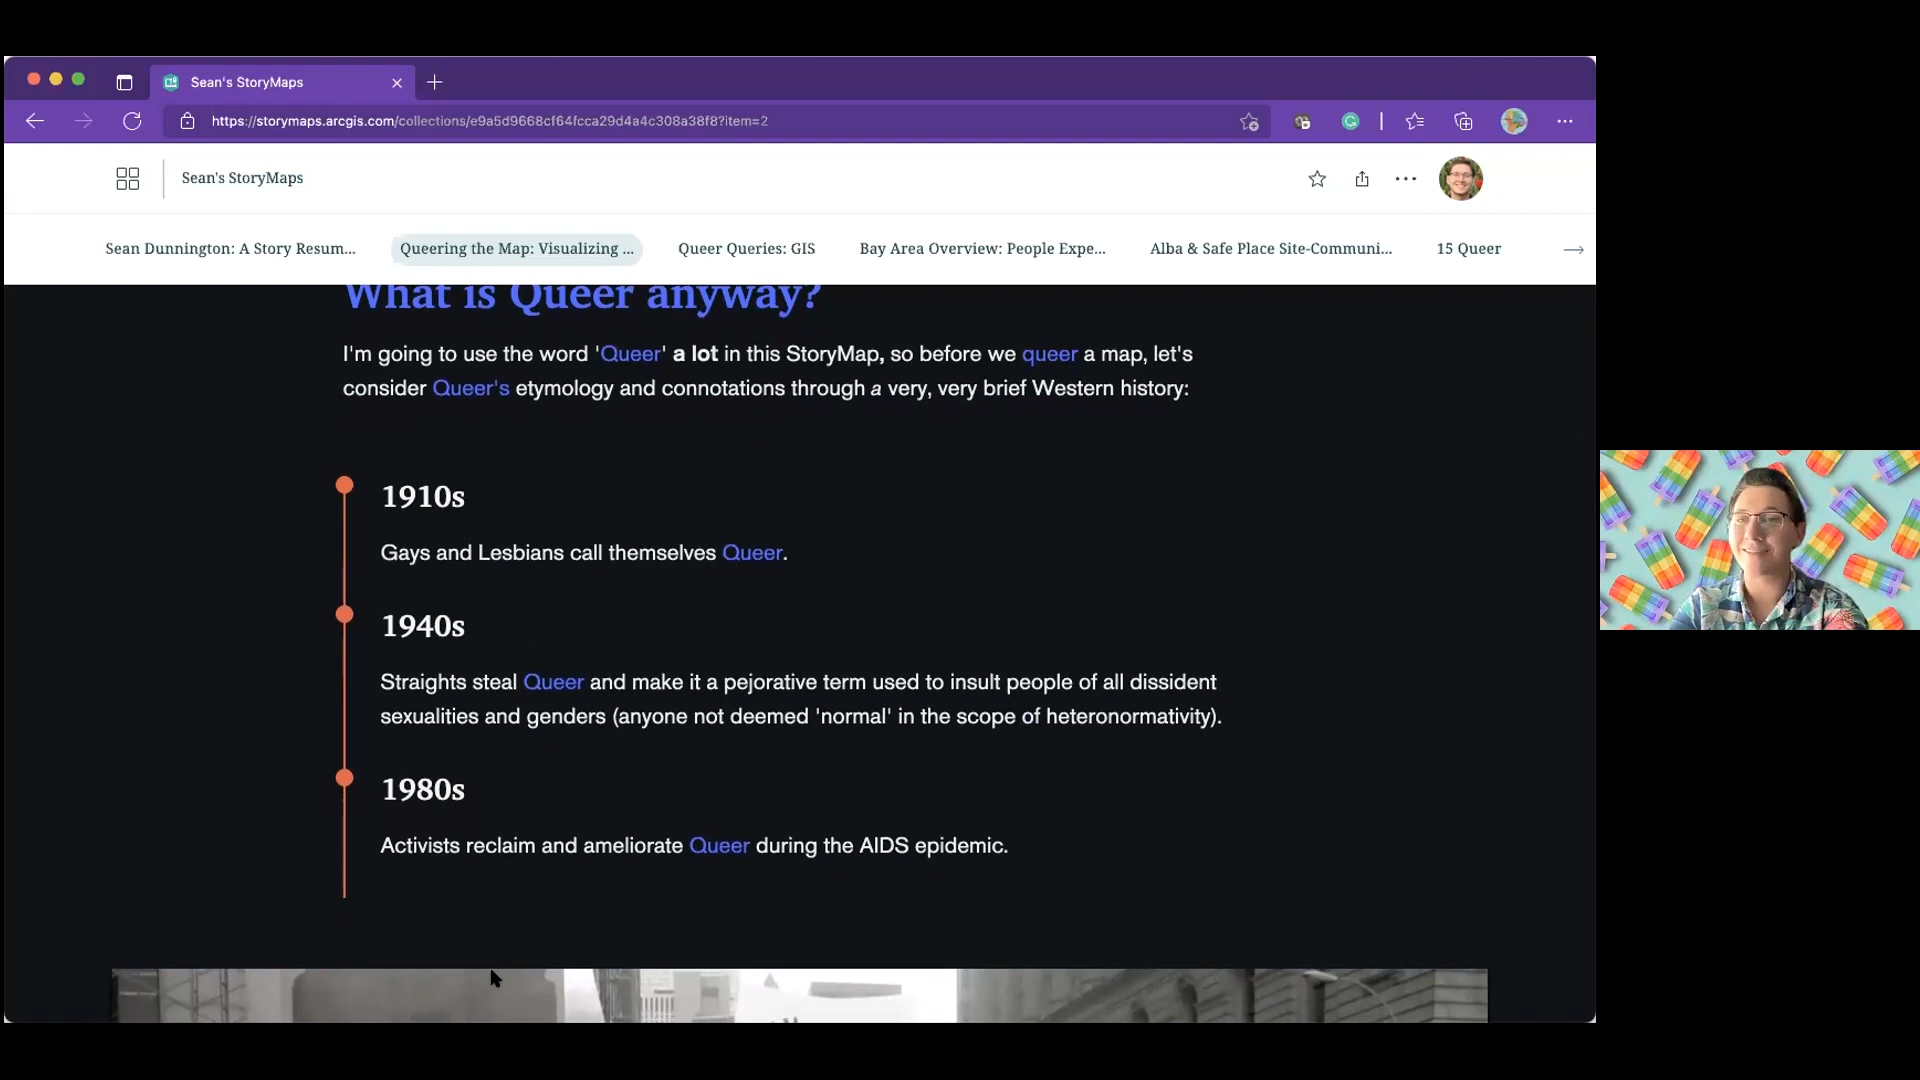 Sean's StoryMaps
https://storymaps.arcgis.com/collections/e9a5d9668cf64fcca29d4a4c308a38f8?item=2
Sean's StoryMaps
Sean Dunnington: A Story Resum...
Queering the Map: Visualizing ...
Queer Queries: GIS
Bay Area Overview: People Expe...
Alba & Safe Place Site-Communi...
15 Queer
What is Queer anyway?
I'm going to use the word 'Queer' a lot in this StoryMap, so before we queer a map, let's
consider Queer's etymology and connotations through a very, very brief Western history:
1910s
Gays and Lesbians call themselves Queer.
1940s
Straights steal Queer and make it a pejorative term used to insult people of all dissident
sexualities and genders (anyone not deemed 'normal' in the scope of heteronormativity).
1980s
Activists reclaim and ameliorate Queer during the AIDS epidemic.